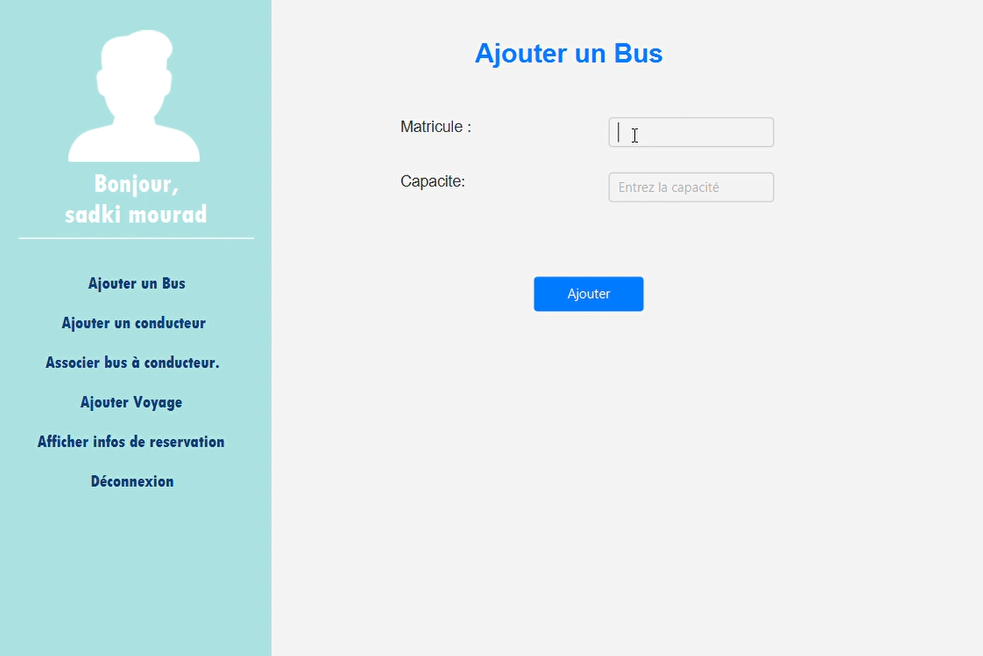 Bonjour,
sadki mourad
Ajouter un Bus
Ajouter un conducteur
Associer bus à conducteur.
Ajouter Voyage
Afficher infos de reservation
Déconnexion
Ajouter un Bus
Matricule :
Capacite:
Entrez la capacité
Ajouter